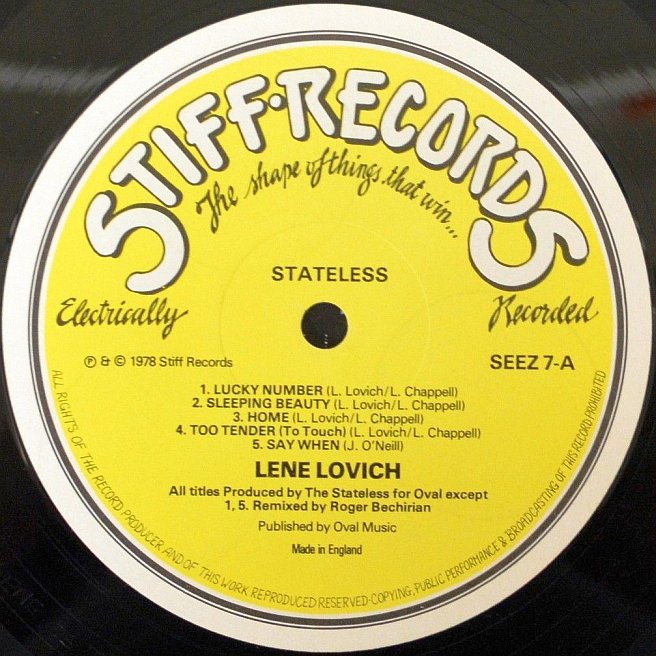 STIFF·RECORDS
The shape of things that win...
STATELESS
Electrically
Recorded
℗ & © 1978 Stiff Records
SEEZ 7-A
1. LUCKY NUMBER (L. Lovich/L. Chappell)
2. SLEEPING BEAUTY (L. Lovich/L. Chappell)
3. HOME (L. Lovich/L. Chappell)
4. TOO TENDER (To Touch) (L. Lovich/L. Chappell)
5. SAY WHEN (J. O'Neill)
LENE LOVICH
All titles Produced by The Stateless for Oval except
1, 5. Remixed by Roger Bechirian
Published by Oval Music
Made in England
ALL RIGHTS OF THE RECORD PRODUCER AND OF THIS WORK REPRODUCED RESERVED-COPYING, PUBLIC PERFORMANCE & BROADCASTING OF THIS RECORD PROHIBITED